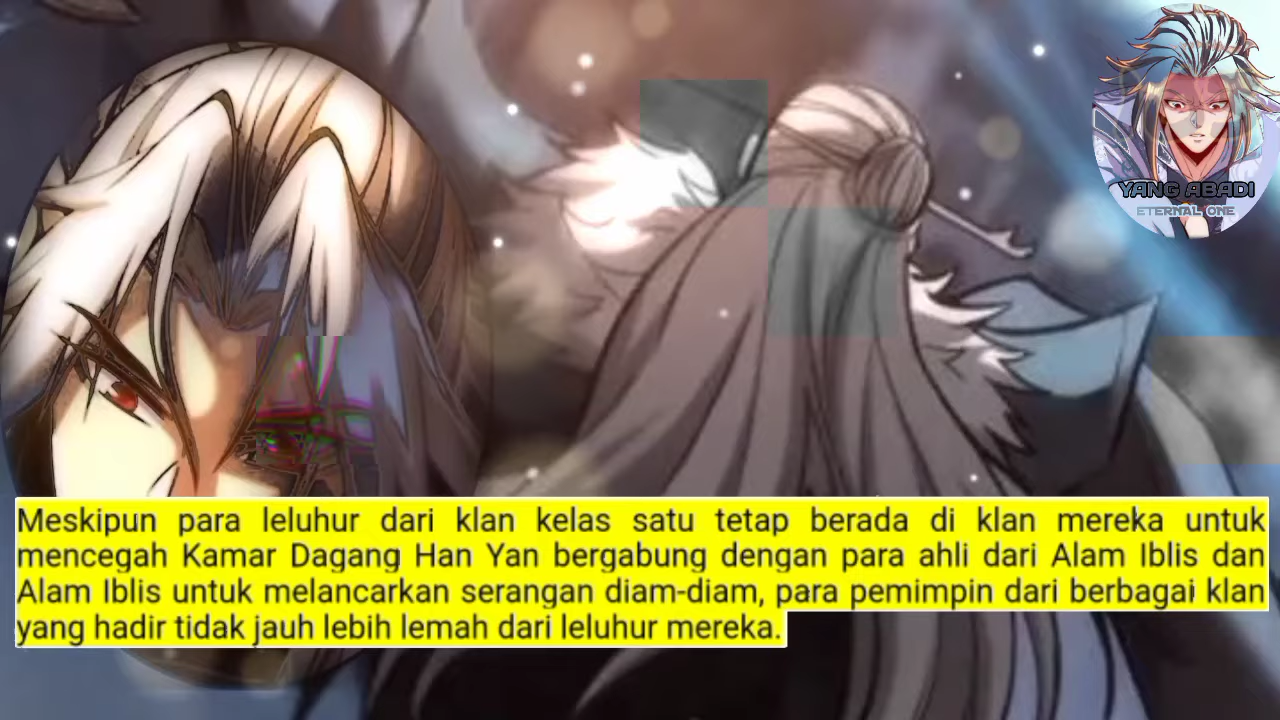 YANG ABADI
ETERNAL ONE
Meskipun para leluhur dari klan kelas satu tetap berada di klan mereka untuk
mencegah Kamar Dagang Han Yan bergabung dengan para ahli dari Alam Iblis dan
Alam Iblis untuk melancarkan serangan diam-diam, para pemimpin dari berbagai klan
yang hadir tidak jauh lebih lemah dari leluhur mereka.